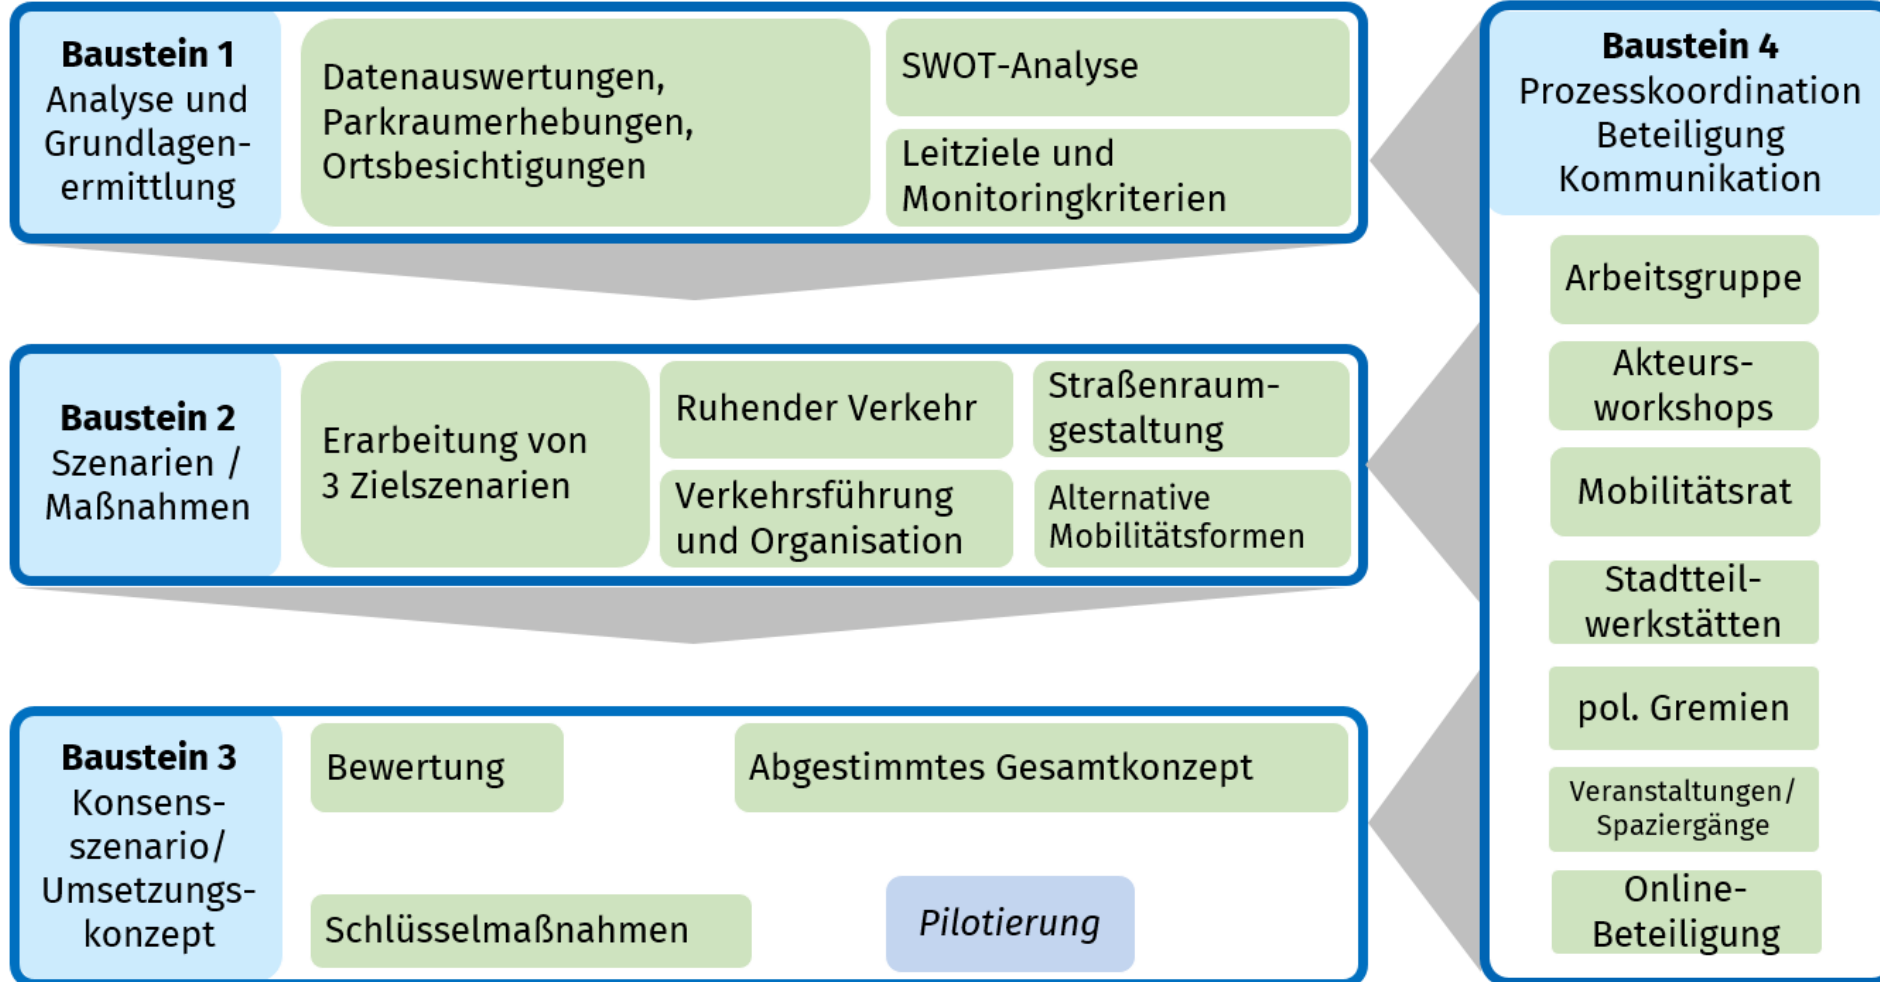 Baustein 1
Analyse und
Grundlagen-
ermittlung
Datenauswertungen,
Parkraumerhebungen,
Ortsbesichtigungen
SWOT-Analyse
Leitziele und
Monitoringkriterien
Baustein 2
Szenarien /
Maßnahmen
Erarbeitung von
3 Zielszenarien
Ruhender Verkehr
Verkehrsführung
und Organisation
Straßenraum-
gestaltung
Alternative
Mobilitätsformen
Baustein 3
Konsens-
szenario/
Umsetzungs-
konzept
Bewertung
Abgestimmtes Gesamtkonzept
Schlüsselmaßnahmen
Pilotierung
Baustein 4
Prozesskoordination
Beteiligung
Kommunikation
Arbeitsgruppe
Akteurs-
workshops
Mobilitätsrat
Stadtteil-
werkstätten
pol. Gremien
Veranstaltungen/
Spaziergänge
Online-
Beteiligung